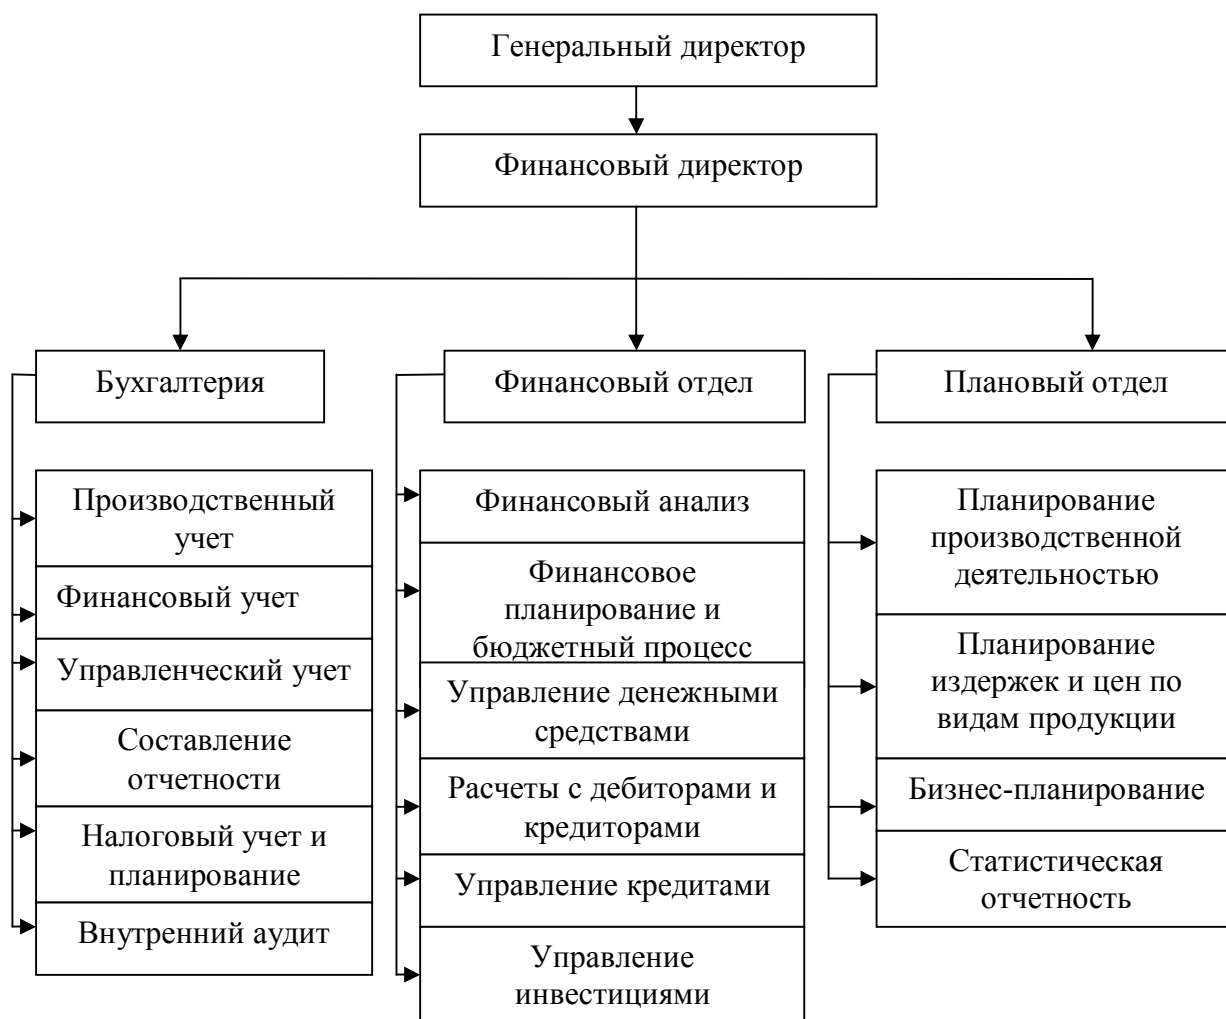 Генеральный директор
Финансовый директор
Бухгалтерия
Производственный
учет
Финансовый учет
Управленческий учет
Составление
отчетности
Налоговый учет и
планирование
Внутренний аудит
Финансовый отдел
Финансовый анализ
Финансовое
планирование и
бюджетный процесс
Управление денежными
средствами
Расчеты с дебиторами и
кредиторами
Управление кредитами
Управление
инвестициями
Плановый отдел
Планирование
производственной
деятельностью
Планирование
издержек и цен по
видам продукции
Бизнес-планирование
Статистическая
отчетность